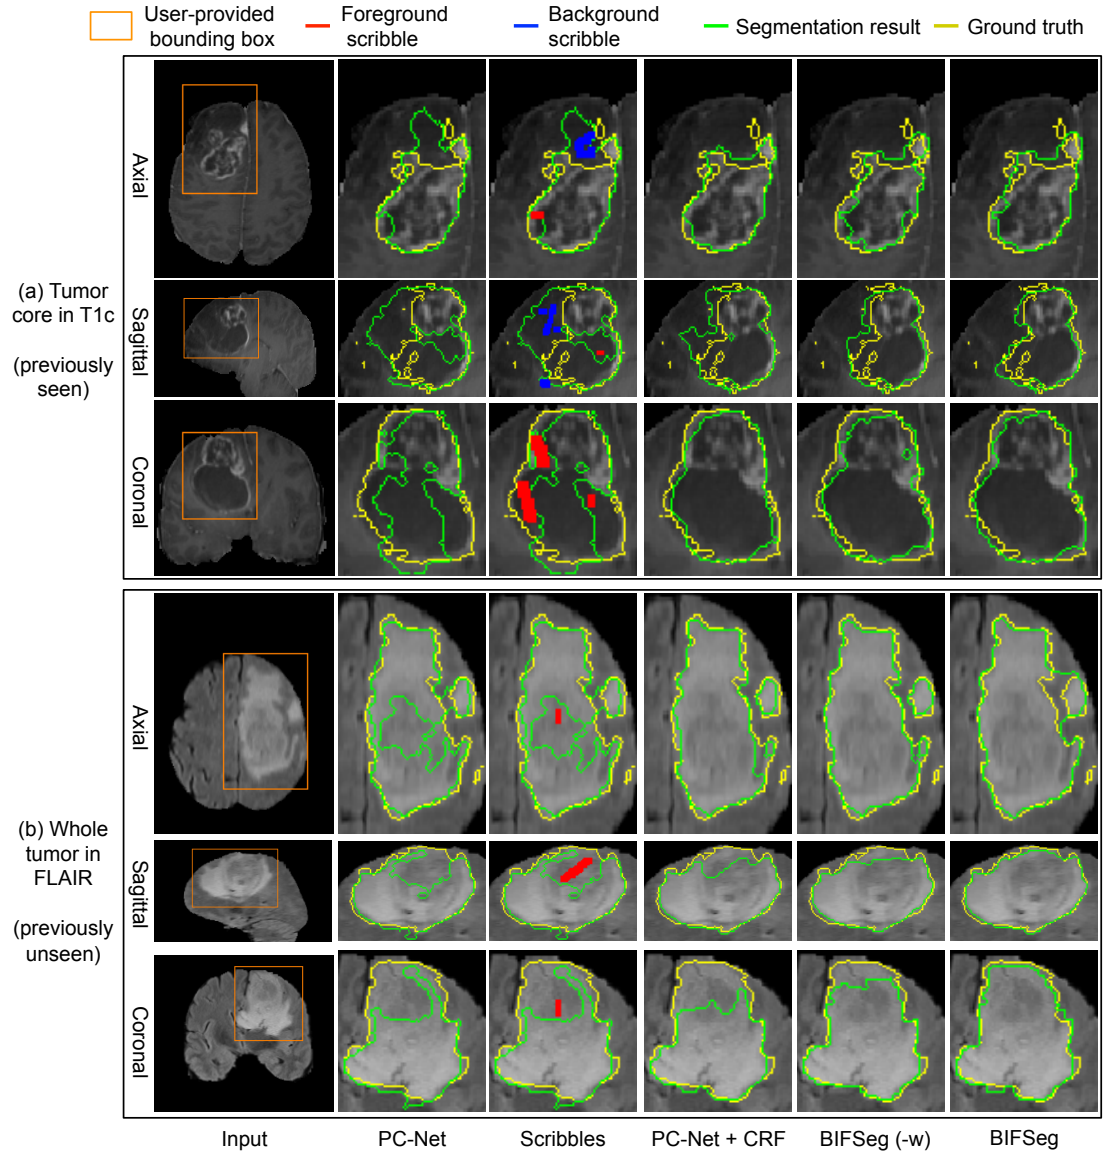 User-provided
bounding box
Foreground
scribble
Background
scribble
Segmentation result
Ground truth
(a) Tumor
core in T1c
(previously
seen)
Axial
Sagittal
Coronal
(b) Whole
tumor in
FLAIR
(previously
unseen)
Axial
Sagittal
Coronal
Input
PC-Net
Scribbles
PC-Net + CRF
BIFSeg (-w)
BIFSeg